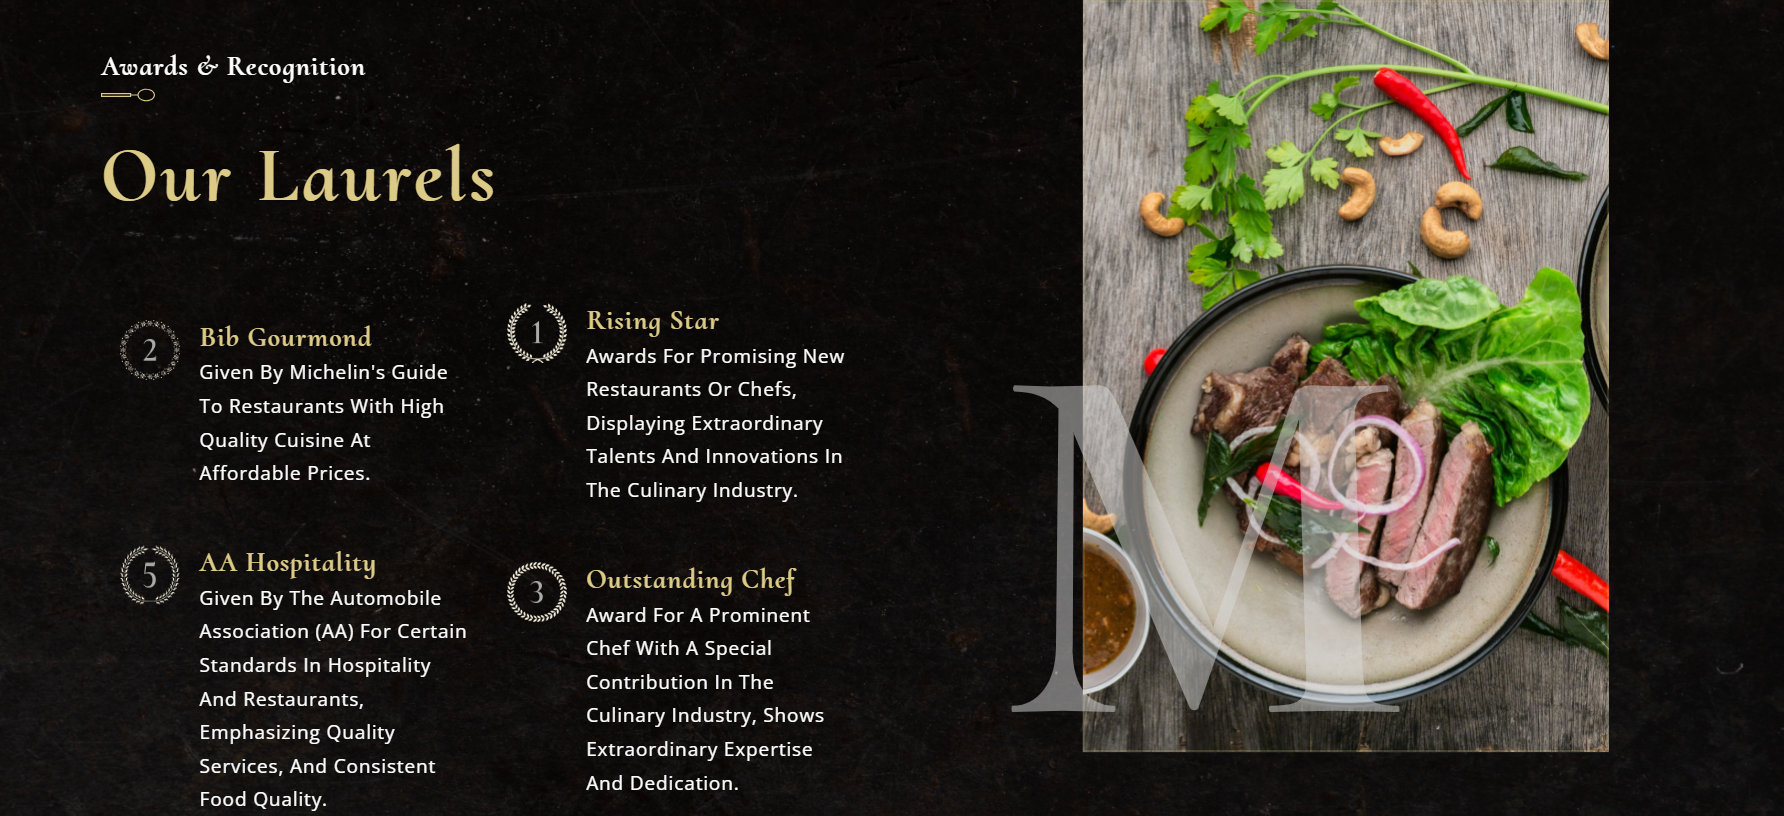 Awards & Recognition
Our Laurels
2
Bib Gourmond
Given By Michelin's Guide
To Restaurants With High
Quality Cuisine At
Affordable Prices.
1
Rising Star
Awards For Promising New
Restaurants Or Chefs,
Displaying Extraordinary
Talents And Innovations In
The Culinary Industry.
5
AA Hospitality
Given By The Automobile
Association (AA) For Certain
Standards In Hospitality
And Restaurants,
Emphasizing Quality
Services, And Consistent
Food Quality.
3
Outstanding Chef
Award For A Prominent
Chef With A Special
Contribution In The
Culinary Industry, Shows
Extraordinary Expertise
And Dedication.
M